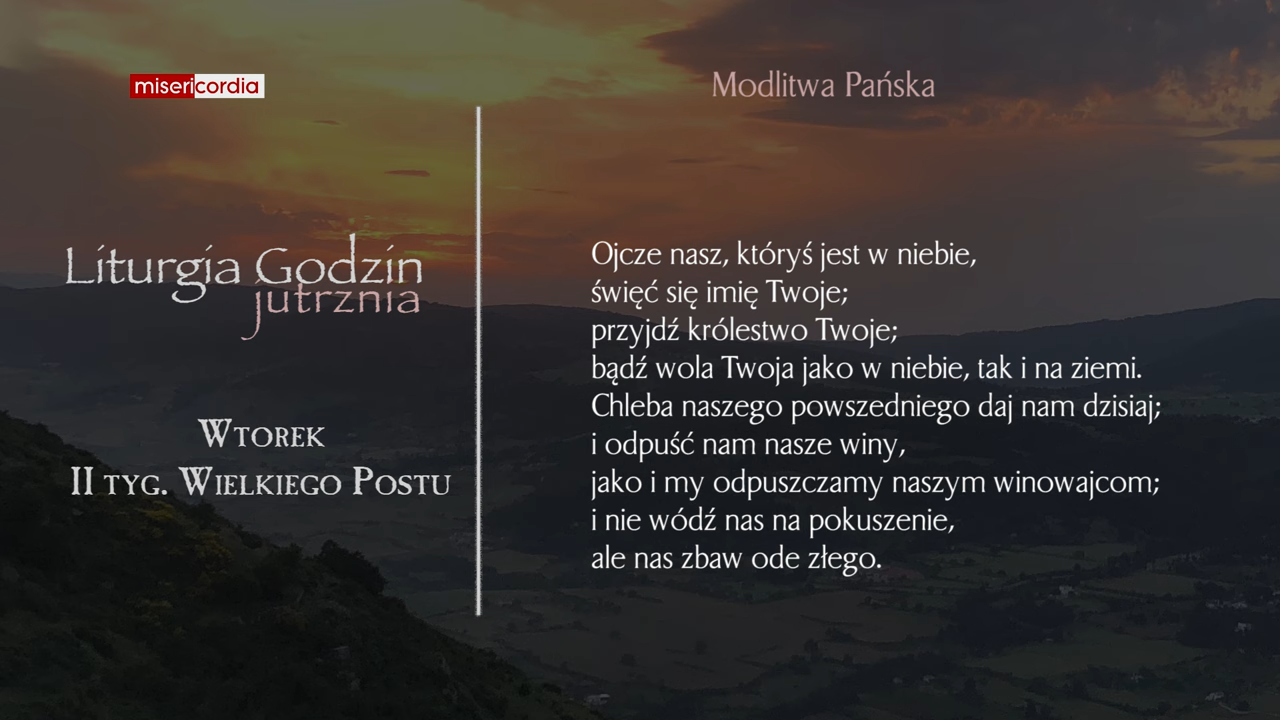 misericordia
Liturgia Godzin
jutrznia
Wtorek
II tyg. Wielkiego Postu
Modlitwa Pańska
Ojcze nasz, któryś jest w niebie,
święć się imię Twoje;
przyjdź królestwo Twoje;
bądź wola Twoja jako w niebie, tak i na ziemi.
Chleba naszego powszedniego daj nam dzisiaj;
i odpuść nam nasze winy,
jako i my odpuszczamy naszym winowajcom;
i nie wódź nas na pokuszenie,
ale nas zbaw ode złego.